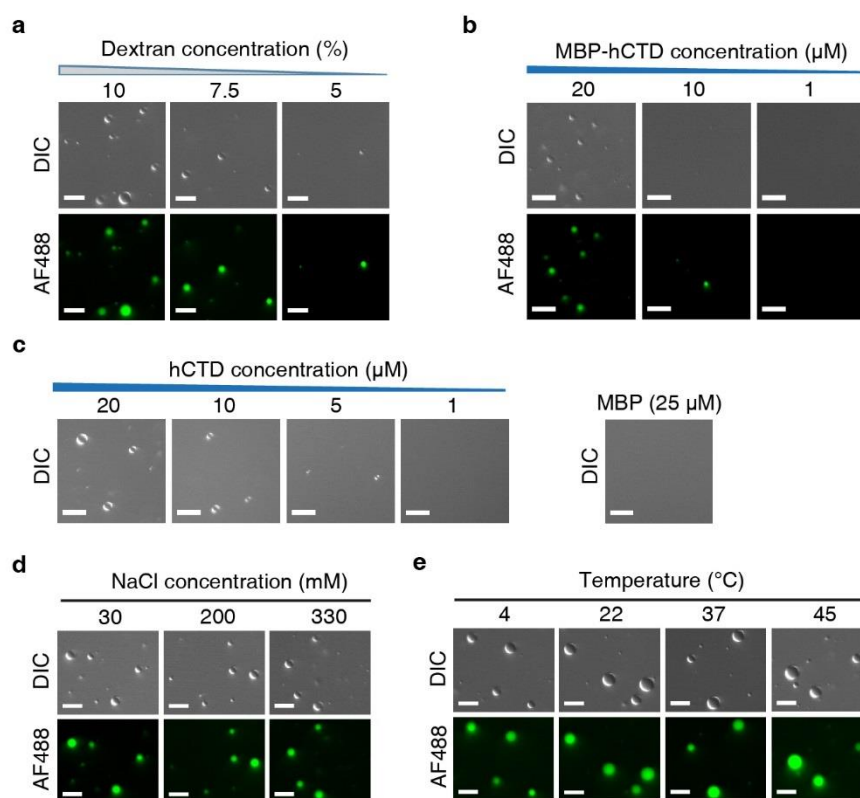 a
Dextran concentration (%)
10 7.5 5
DIC
AF488
b
MBP-hCTD concentration (µM)
20 10 1
DIC
AF488
c
hCTD concentration (µM)
20 10 5 1
DIC
MBP (25 µM)
DIC
d
NaCl concentration (mM)
30 200 330
DIC
AF488
e
Temperature (°C)
4 22 37 45
DIC
AF488